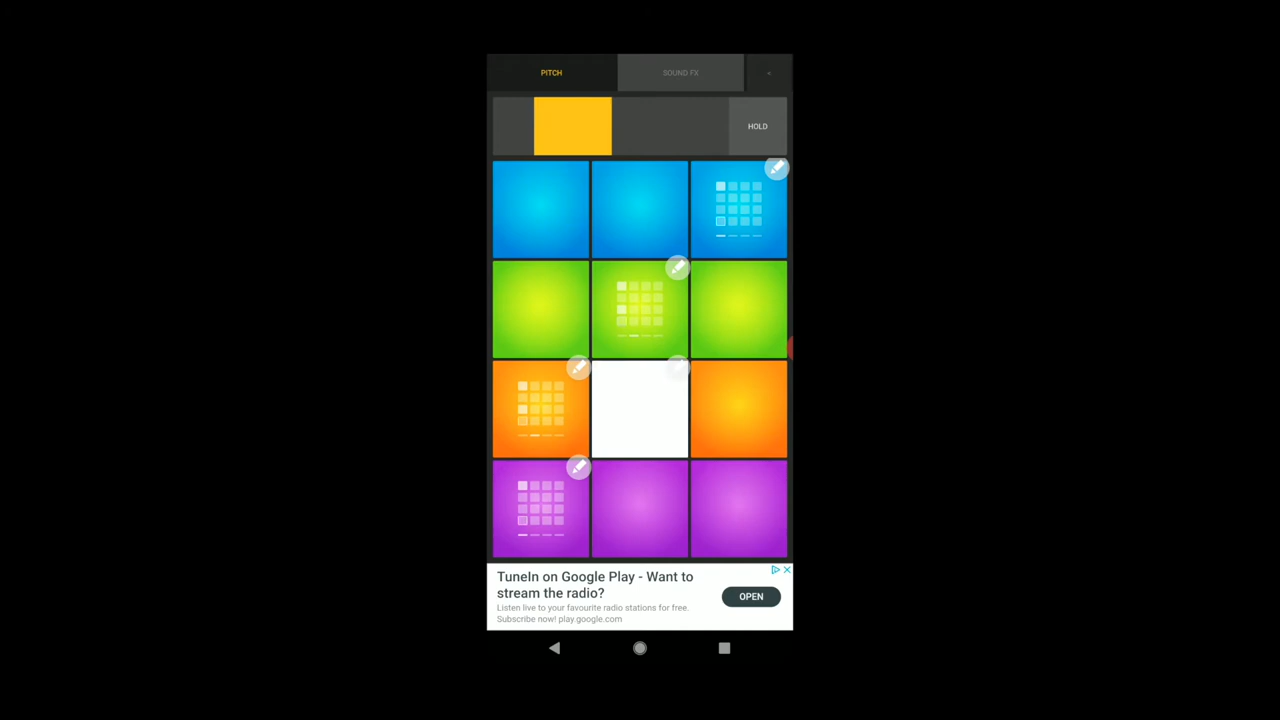 PITCH
SOUND FX
+
HOLD
TuneIn on Google Play - Want to
stream the radio?
Listen live to your favourite radio stations for free.
Subscribe now! play.google.com
OPEN